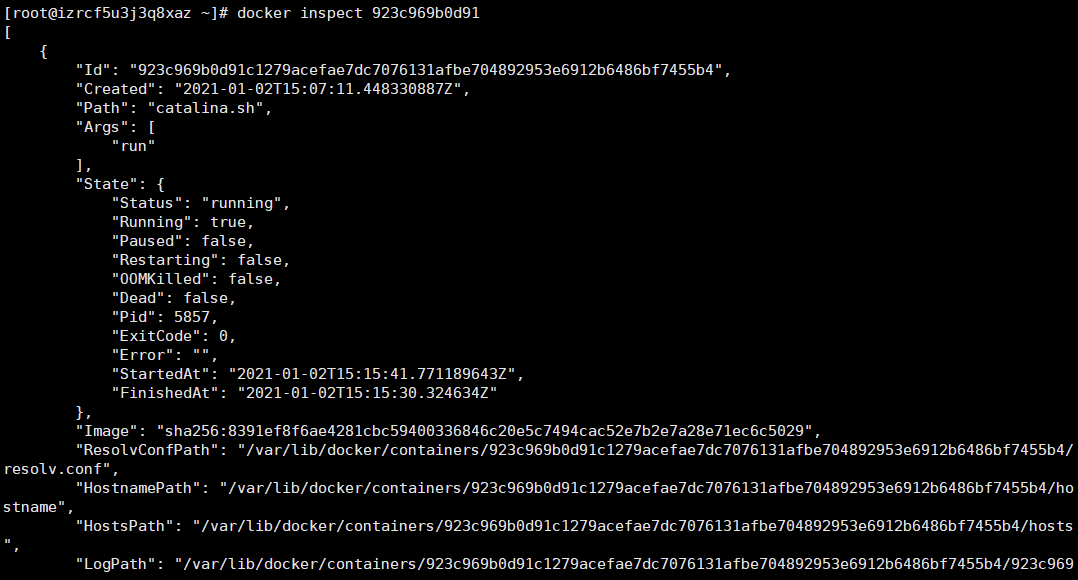 [root@izrcf5u3j3q8xaz ~]# docker inspect 923c969b0d91
[
    {
        "Id": "923c969b0d91c1279acefae7dc7076131afbe704892953e6912b6486bf7455b4",
        "Created": "2021-01-02T15:07:11.448330887Z",
        "Path": "catalina.sh",
        "Args": [
            "run"
        ],
        "State": {
            "Status": "running",
            "Running": true,
            "Paused": false,
            "Restarting": false,
            "OOMKilled": false,
            "Dead": false,
            "Pid": 5857,
            "ExitCode": 0,
            "Error": "",
            "StartedAt": "2021-01-02T15:15:41.771189643Z",
            "FinishedAt": "2021-01-02T15:15:30.324634Z"
        },
        "Image": "sha256:8391ef8f6ae4281cbc59400336846c20e5c7494cac52e7b2e7a28e71ec6c5029",
        "ResolvConfPath": "/var/lib/docker/containers/923c969b0d91c1279acefae7dc7076131afbe704892953e6912b6486bf7455b4/
resolv.conf",
        "HostnamePath": "/var/lib/docker/containers/923c969b0d91c1279acefae7dc7076131afbe704892953e6912b6486bf7455b4/ho
stname",
        "HostsPath": "/var/lib/docker/containers/923c969b0d91c1279acefae7dc7076131afbe704892953e6912b6486bf7455b4/hosts
",
        "LogPath": "/var/lib/docker/containers/923c969b0d91c1279acefae7dc7076131afbe704892953e6912b6486bf7455b4/923c969